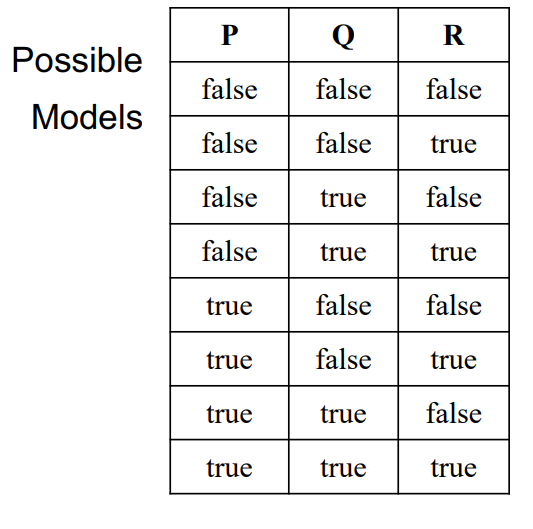 Possible
Models
P Q R
false false false
false false true
false true false
false true true
true false false
true false true
true true false
true true true